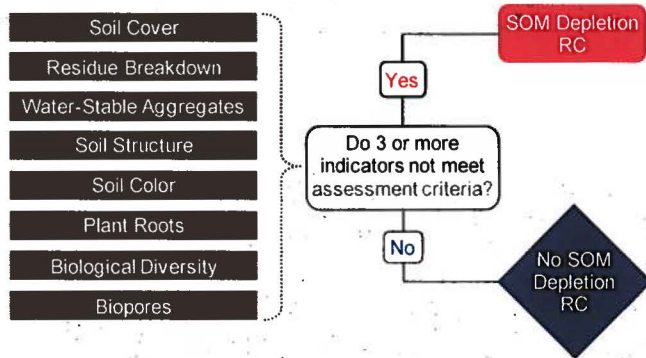 Soil Cover
Residue Breakdown
Water-Stable Aggregates
Soil Structure
Soil Color
Plant Roots
Biological Diversity
Biopores
SOM Depletion
RC
Yes
Do 3 or more
indicators not meet
assessment criteria?
No
No SOM
Depletion
RC